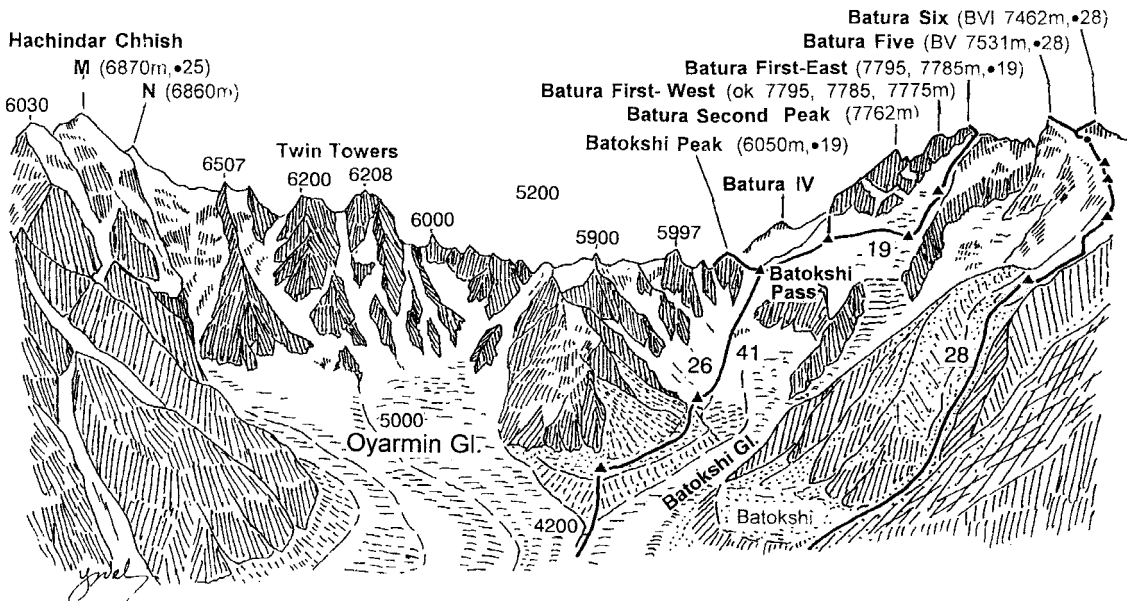 Batura Six (BVI 7462m,•28)
Batura Five (BV 7531m,•28)
Batura First-East (7795, 7785m,•19)
Batura First- West (ok 7795, 7785, 7775m)
Batura Second Peak (7762m)
Batokshi Peak (6050m,•19)
Batura IV
Hachindar Chhish
M (6870m,•25)
N (6860m)
6030
6507
Twin Towers
6200 6208
6000
5200
5900
5997
Batokshi
Pass
19
26
41
28
5000
Oyarmin Gl.
Batokshi Gl.
4200
Batokshi